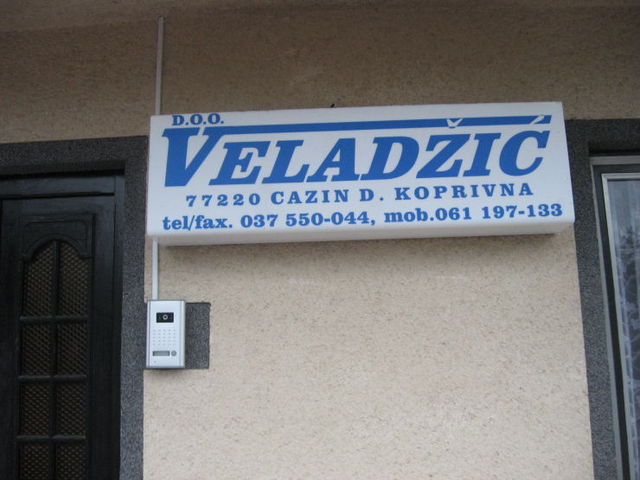 D.O.O.
VELADŽIĆ
77220 CAZIN D. KOPRIVNA
tel/fax. 037 550-044, mob.061 197-133